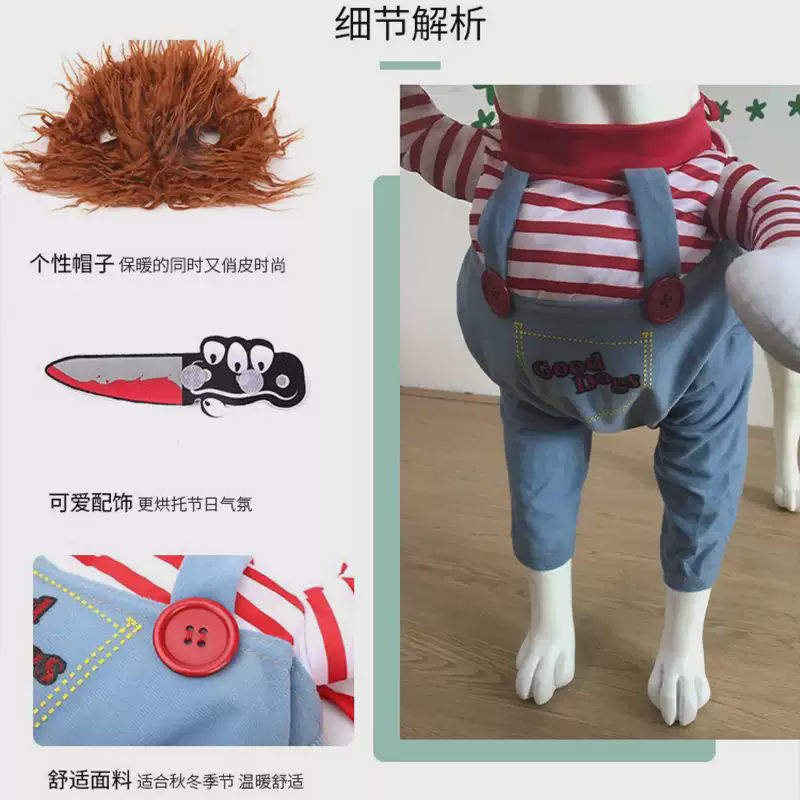 细节解析
个性帽子 保暖的同时又俏皮时尚
可爱配饰 更烘托节日气氛
舒适面料 适合秋冬季节 温暖舒适
Good
Dogs